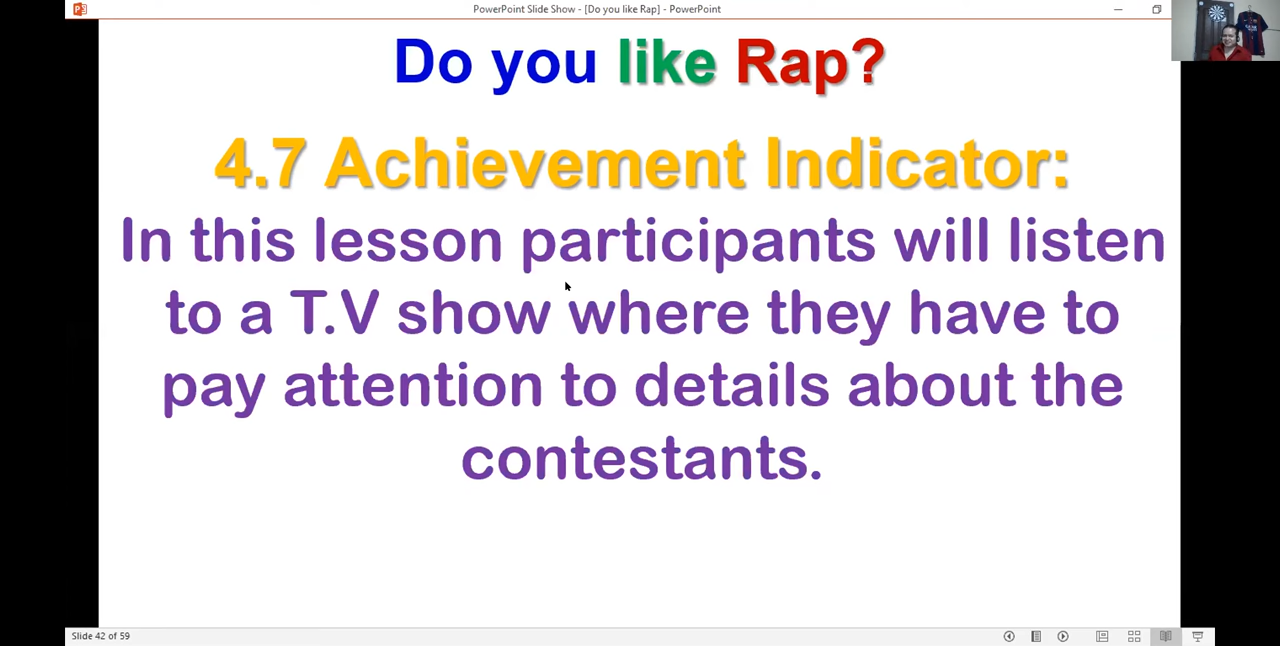 PowerPoint Slide Show - [Do you like Rap] - PowerPoint
Do you like Rap?
4.7 Achievement Indicator:
In this lesson participants will listen
to a T.V show where they have to
pay attention to details about the
contestants.
Slide 42 of 59